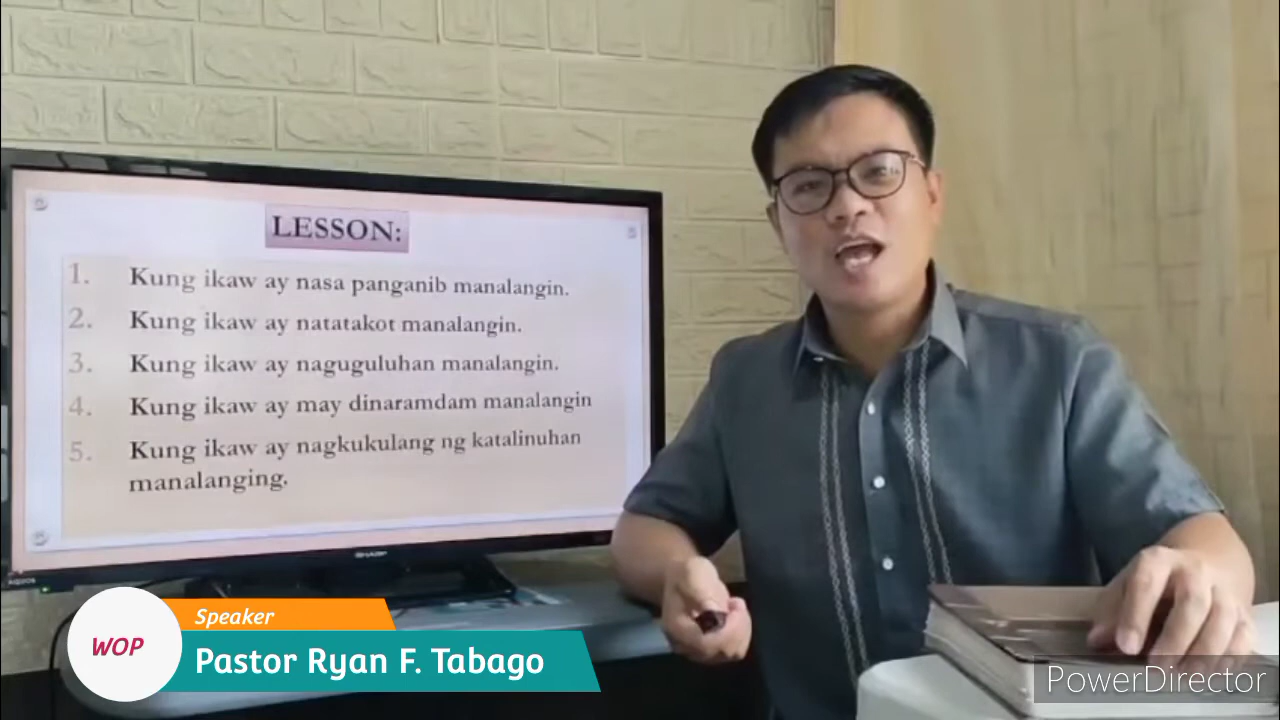 LESSON:
1. Kung ikaw ay nasa panganib manalangin.
2. Kung ikaw ay natatakot manalangin.
3. Kung ikaw ay naguguluhan manalangin.
4. Kung ikaw ay may dinaramdam manalangin
5. Kung ikaw ay nagkukulang ng katalinuhan
manalanging.
SHARP
AQUOS
WOP
Speaker
Pastor Ryan F. Tabago
PowerDirector